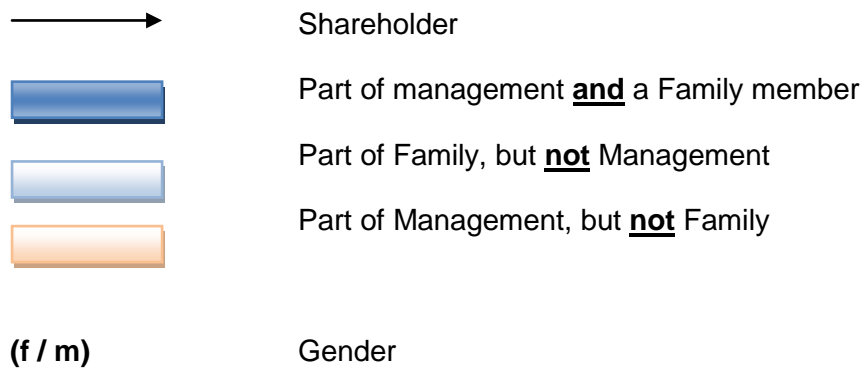 Shareholder
Part of management and a Family member
Part of Family, but not Management
Part of Management, but not Family
(f / m) Gender